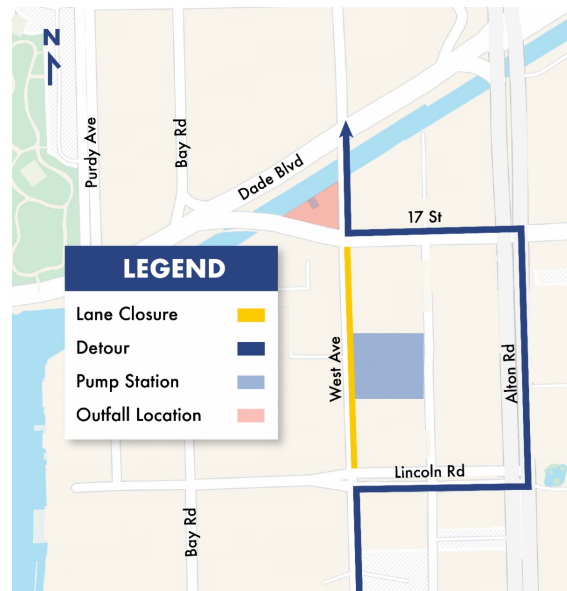 N
Purdy Ave
Bay Rd
Dade Blvd
17 St
LEGEND
Lane Closure
Detour
Pump Station
Outfall Location
West Ave
Alton Rd
Lincoln Rd
Bay Rd